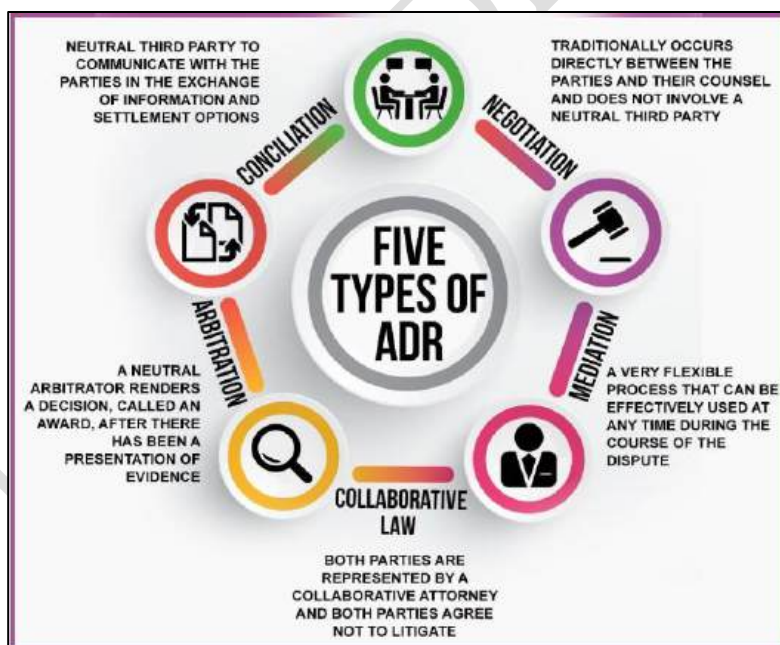 NEUTRAL THIRD PARTY TO
COMMUNICATE WITH THE
PARTIES IN THE EXCHANGE
OF INFORMATION AND
SETTLEMENT OPTIONS
CONCILIATION
TRADITIONALLY OCCURS
DIRECTLY BETWEEN THE
PARTIES AND THEIR COUNSEL
AND DOES NOT INVOLVE A
NEUTRAL THIRD PARTY
NEGOTIATION
FIVE
TYPES OF
ADR
ARBITRATION
A NEUTRAL
ARBITRATOR RENDERS
A DECISION, CALLED AN
AWARD, AFTER THERE
HAS BEEN A
PRESENTATION OF
EVIDENCE
MEDIATION
A VERY FLEXIBLE
PROCESS THAT CAN BE
EFFECTIVELY USED AT
ANY TIME DURING THE
COURSE OF THE
DISPUTE
COLLABORATIVE
LAW
BOTH PARTIES ARE
REPRESENTED BY A
COLLABORATIVE ATTORNEY
AND BOTH PARTIES AGREE
NOT TO LITIGATE